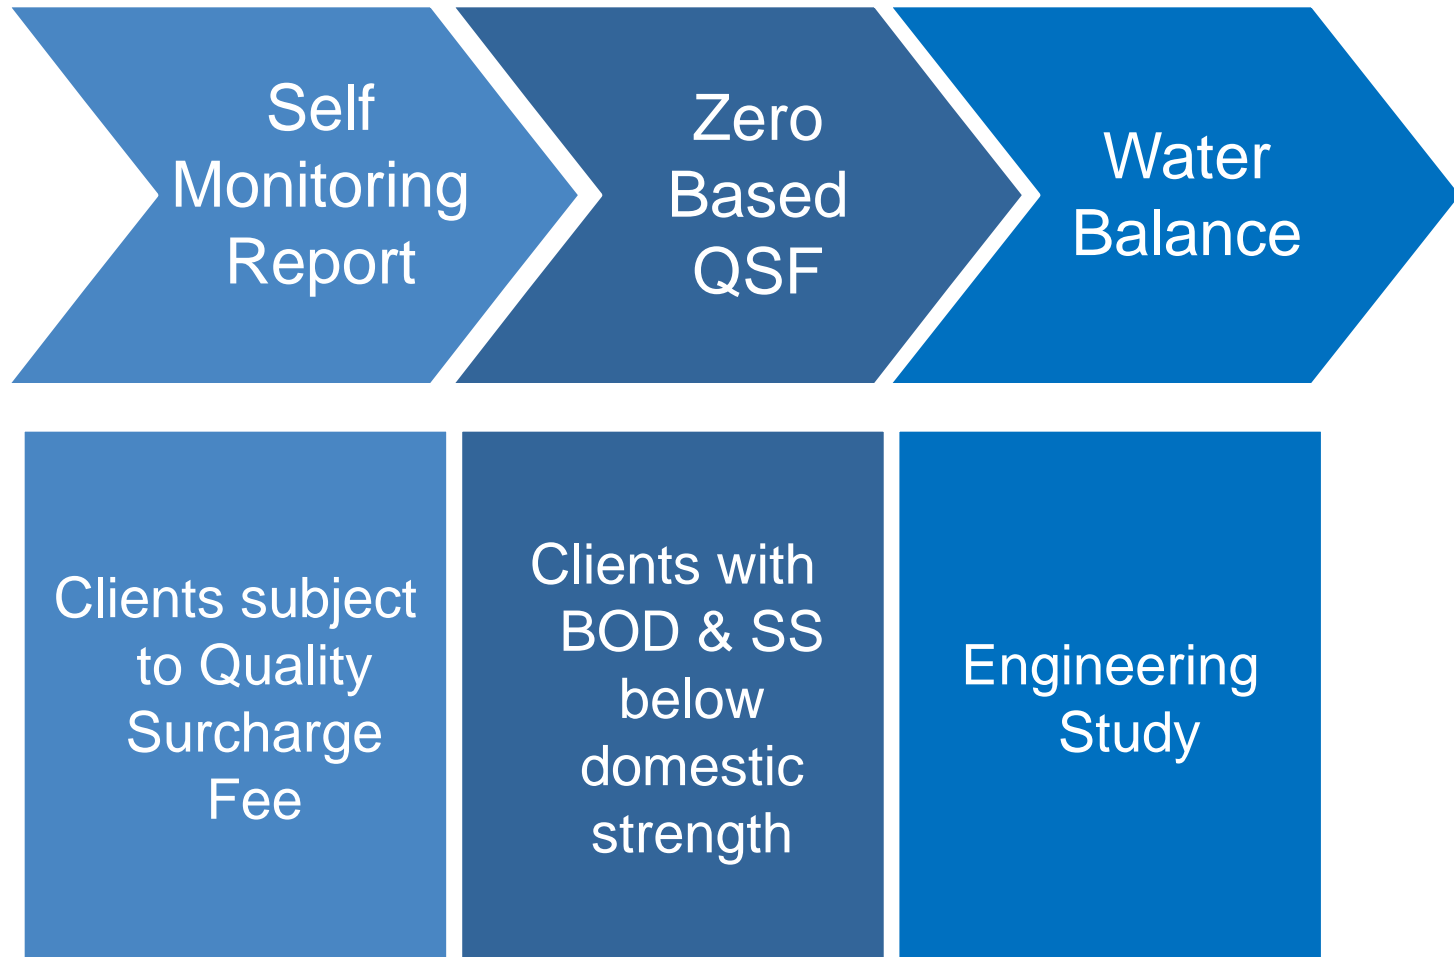 Self
Monitoring
Report
Zero
Based
QSF
Water
Balance
Clients subject
to Quality
Surcharge
Fee
Clients with
BOD & SS
below
domestic
strength
Engineering
Study